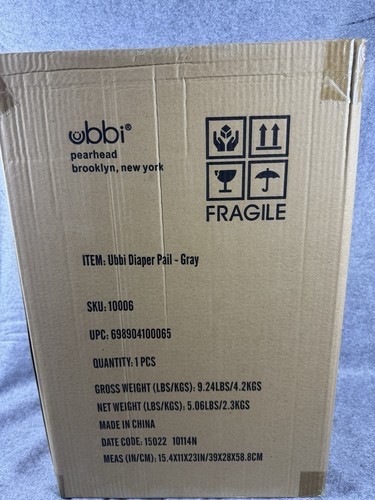 ubbi®
pearhead
brooklyn, new york
FRAGILE
ITEM: Ubbi Diaper Pail - Gray
SKU: 10006
UPC: 698904100065
QUANTITY: 1 PCS
GROSS WEIGHT (LBS/KGS): 9.24LBS/4.2KGS
NET WEIGHT (LBS/KGS): 5.06LBS/2.3KGS
MADE IN CHINA
DATE CODE: 15022 10114N
MEAS (IN/CM): 15.4X11X23IN/39X28X58.8CM